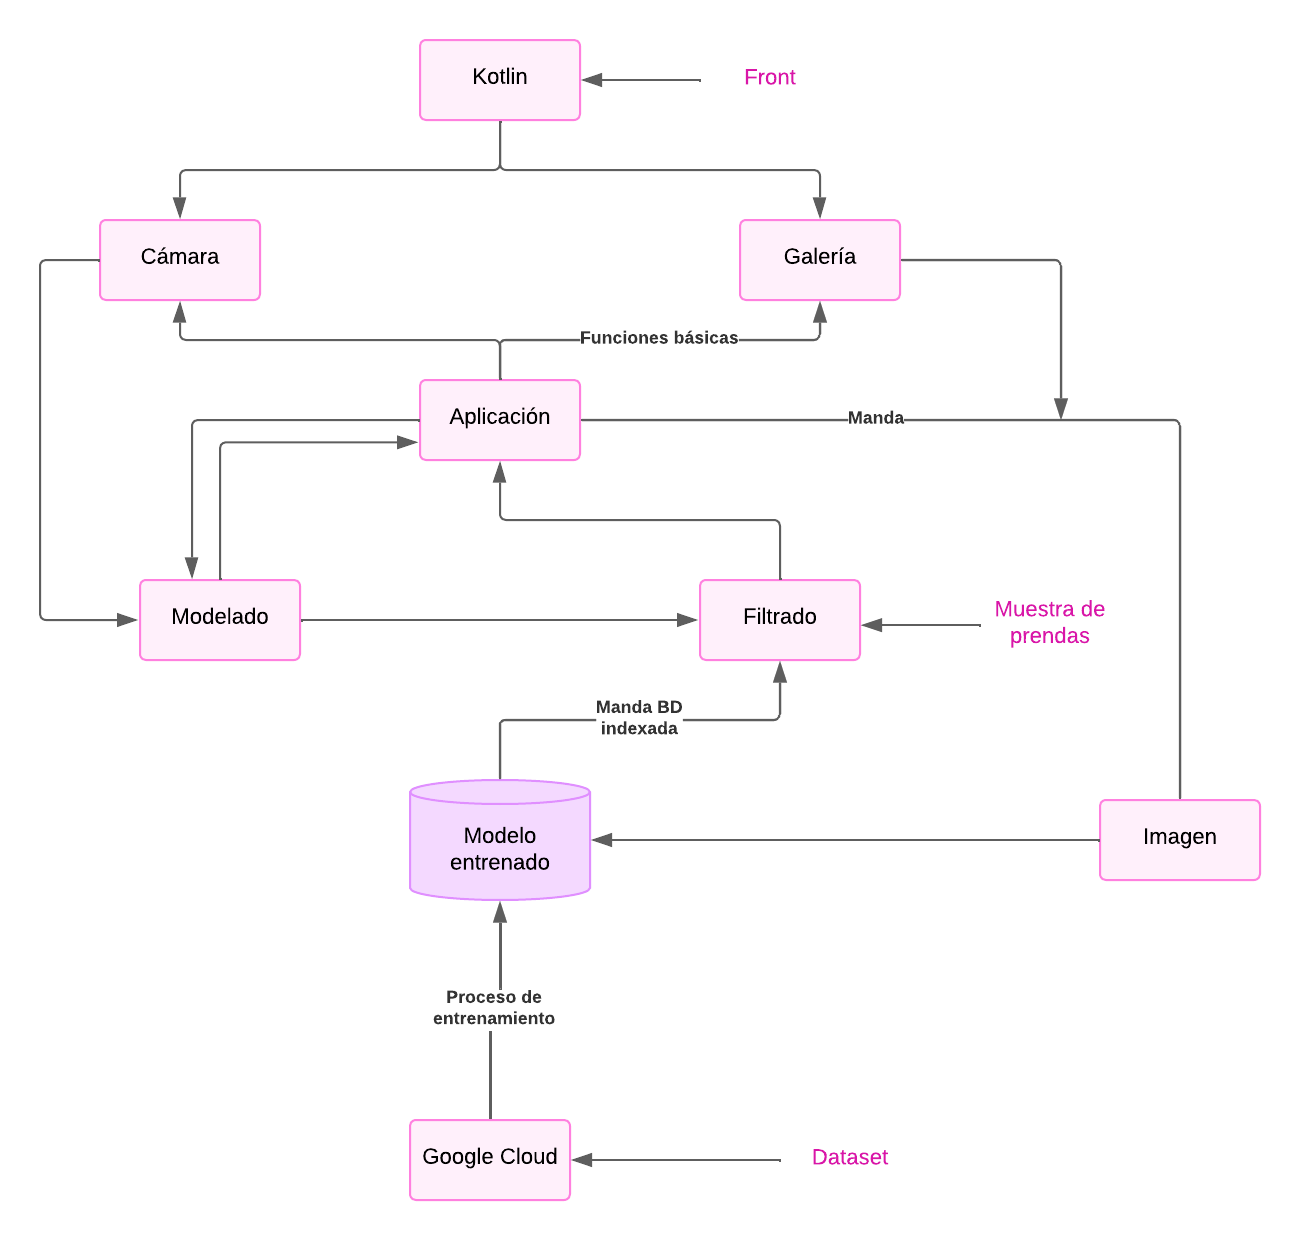 Kotlin
Front
Cámara
Galería
Funciones básicas
Aplicación
Manda
Modelado
Filtrado
Muestra de
prendas
Manda BD
indexada
Modelo
entrenado
Imagen
Proceso de
entrenamiento
Google Cloud
Dataset